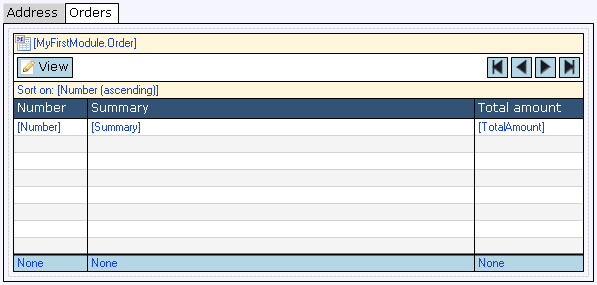 Address Orders
[MyFirstModule.Order]
View
Sort on: [Number (ascending)]
Number Summary Total amount
[Number] [Summary] [TotalAmount]
None None None